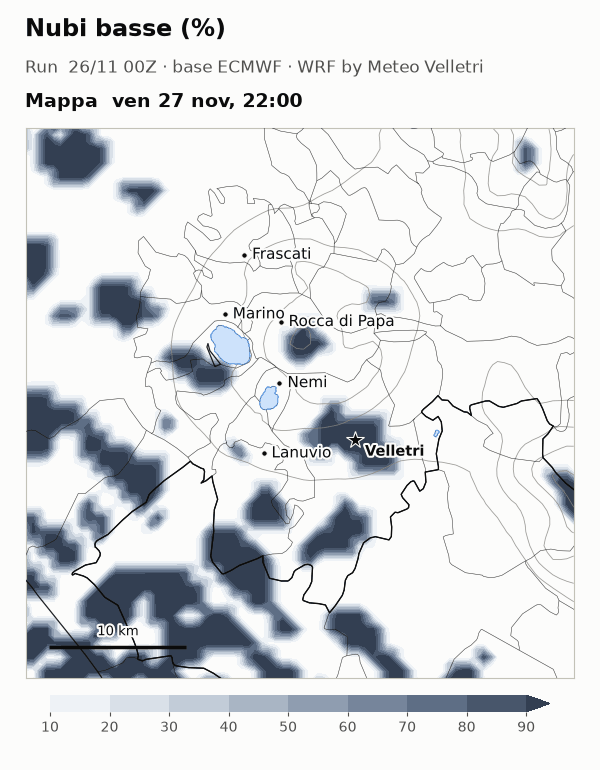 Nubi basse (%)
Run 26/11 00Z · base ECMWF · WRF by Meteo Velletri
Mappa ven 27 nov, 22:00
Frascati
Marino
Rocca di Papa
Nemi
Velletri
Lanuvio
10 km
10 20 30 40 50 60 70 80 90